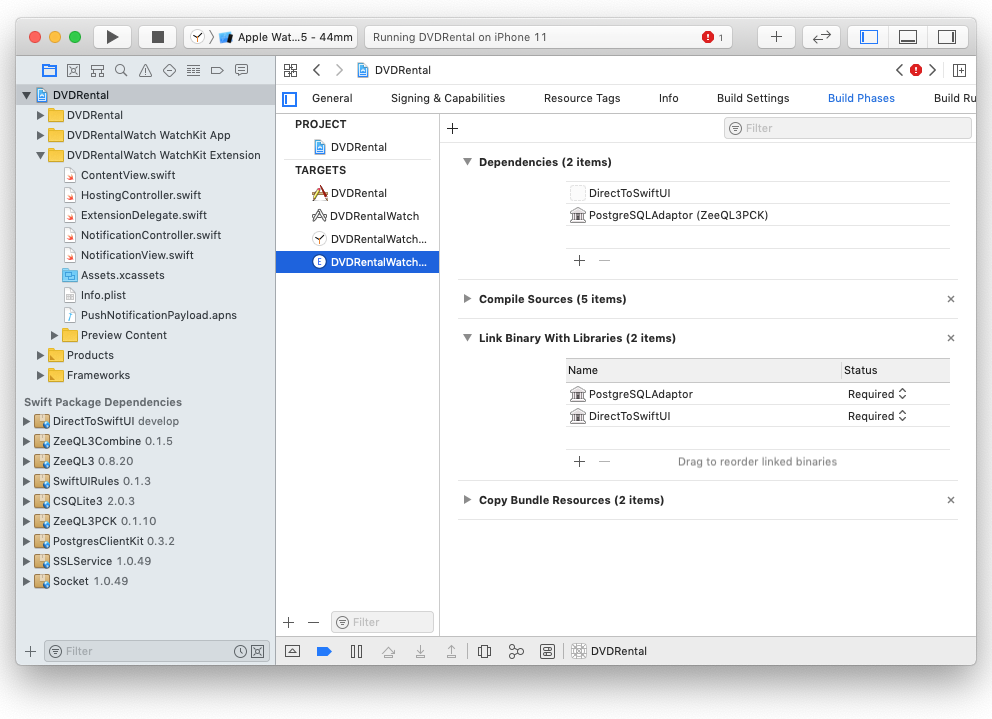 Apple Wat...5 - 44mm
Running DVDRental on iPhone 11
1
DVDRental
General
Signing & Capabilities
Resource Tags
Info
Build Settings
Build Phases
Build Ru
DVDRental
DVDRental
DVDRentalWatch WatchKit App
DVDRentalWatch WatchKit Extension
ContentView.swift
HostingController.swift
ExtensionDelegate.swift
NotificationController.swift
NotificationView.swift
Assets.xcassets
Info.plist
PushNotificationPayload.apns
Preview Content
Products
Frameworks
Swift Package Dependencies
DirectToSwiftUI develop
ZeeQL3Combine 0.1.5
ZeeQL3 0.8.20
SwiftUIRules 0.1.3
CSQLite3 2.0.3
ZeeQL3PCK 0.1.10
PostgresClientKit 0.3.2
SSLService 1.0.49
Socket 1.0.49
Filter
PROJECT
DVDRental
TARGETS
DVDRental
DVDRentalWatch
DVDRentalWatch...
E DVDRentalWatch...
Filter
Filter
Dependencies (2 items)
DirectToSwiftUI
PostgreSQLAdaptor (ZeeQL3PCK)
Compile Sources (5 items)
Link Binary With Libraries (2 items)
Name Status
PostgreSQLAdaptor Required
DirectToSwiftUI Required
Drag to reorder linked binaries
Copy Bundle Resources (2 items)
DVDRental